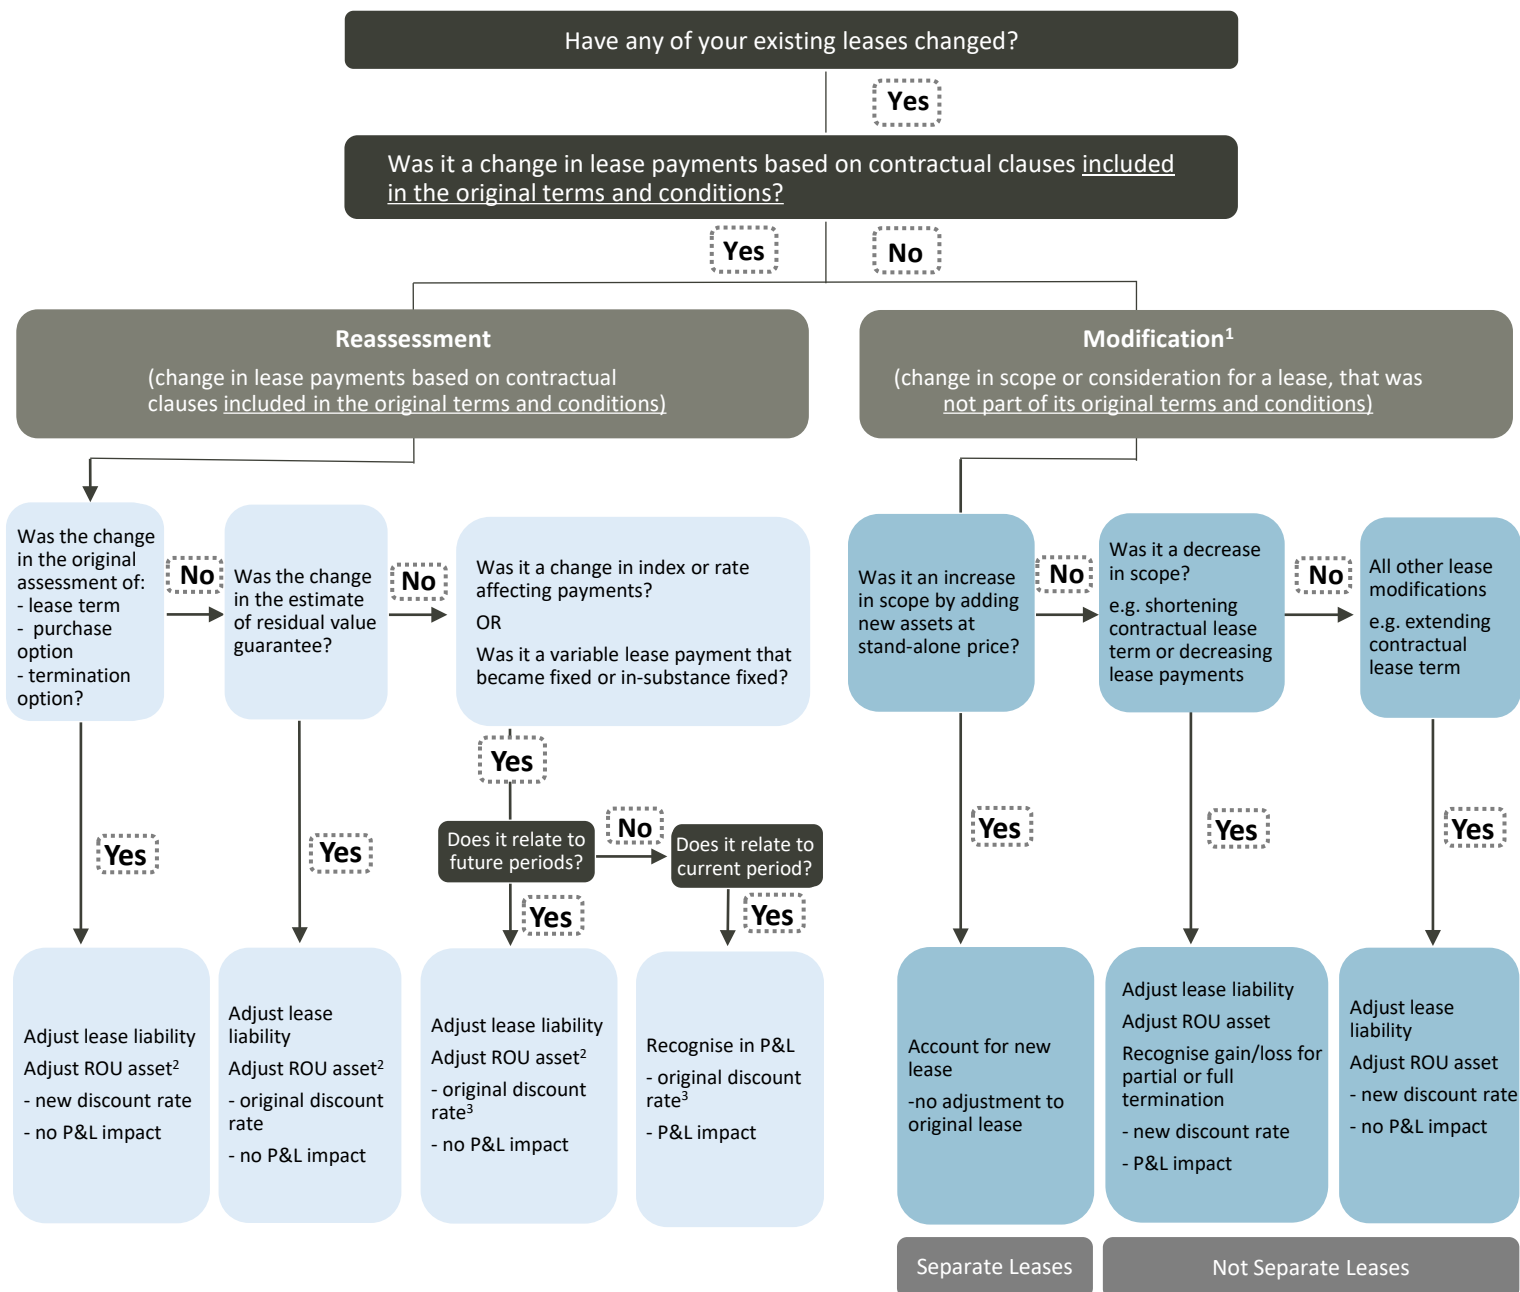 Have any of your existing leases changed?
Yes
Was it a change in lease payments based on contractual clauses included
in the original terms and conditions?
Yes
No
Reassessment
(change in lease payments based on contractual
clauses included in the original terms and conditions)
Modification¹
(change in scope or consideration for a lease, that was
not part of its original terms and conditions)
Was the change
in the original
assessment of:
- lease term
- purchase
option
- termination
option?
No
Was the change
in the estimate
of residual value
guarantee?
No
Was it a change in index or rate
affecting payments?
OR
Was it a variable lease payment that
became fixed or in-substance fixed?
Was it an increase
in scope by adding
new assets at
stand-alone price?
No
Was it a decrease
in scope?
e.g. shortening
contractual lease
term or decreasing
lease payments
No
All other lease
modifications
e.g. extending
contractual
lease term
Yes
Yes
Yes
Does it relate to
future periods?
No
Does it relate to
current period?
Yes
Yes
Yes
Yes
Yes
Adjust lease liability
Adjust ROU asset²
- new discount rate
- no P&L impact
Adjust lease
liability
Adjust ROU asset²
- original discount
rate
- no P&L impact
Adjust lease liability
Adjust ROU asset²
- original discount
rate³
- no P&L impact
Recognise in P&L
- original discount
rate³
- P&L impact
Account for new
lease
-no adjustment to
original lease
Adjust lease liability
Adjust ROU asset
Recognise gain/loss for
partial or full
termination
- new discount rate
- P&L impact
Adjust lease
liability
Adjust ROU asset
- new discount rate
- no P&L impact
Separate Leases
Not Separate Leases